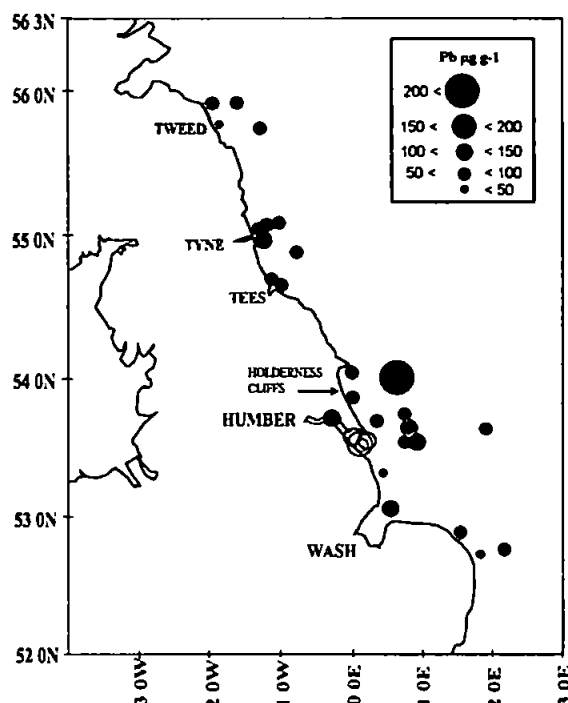 56.3N
56.0N
55.0N
54.0N
53.0N
52.0N
Pb µg g-1
200 <
150 < < 200
100 < < 150
50 < < 100
< 50
TWEED
TYNE
TEES
HOLDERNESS
CLIFFS
HUMBER
WASH
3 0W
2 0W
1 0W
0 0E
1 0E
2 0E
3 0E